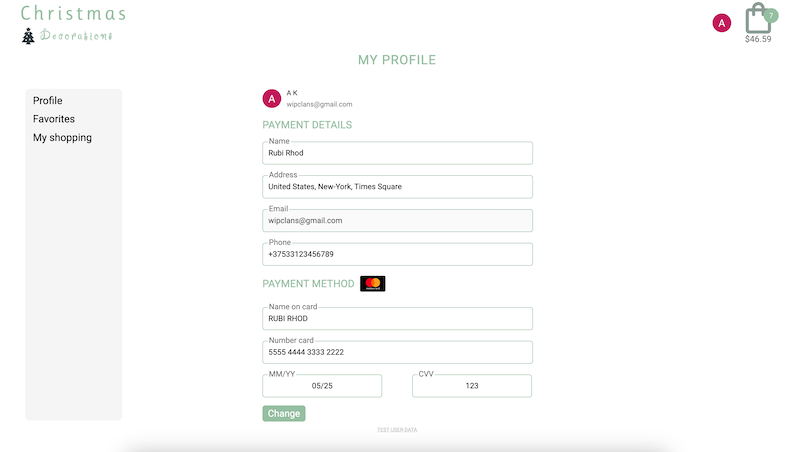 Christmas
Decorations
A
7
$46.59
MY PROFILE
Profile
Favorites
My shopping
A
A K
wipclans@gmail.com
PAYMENT DETAILS
Name
Rubi Rhod
Address
United States, New-York, Times Square
Email
wipclans@gmail.com
Phone
+37533123456789
PAYMENT METHOD
Name on card
RUBI RHOD
Number card
5555 4444 3333 2222
MM/YY
05/25
CVV
123
Change
TEST USER DATA